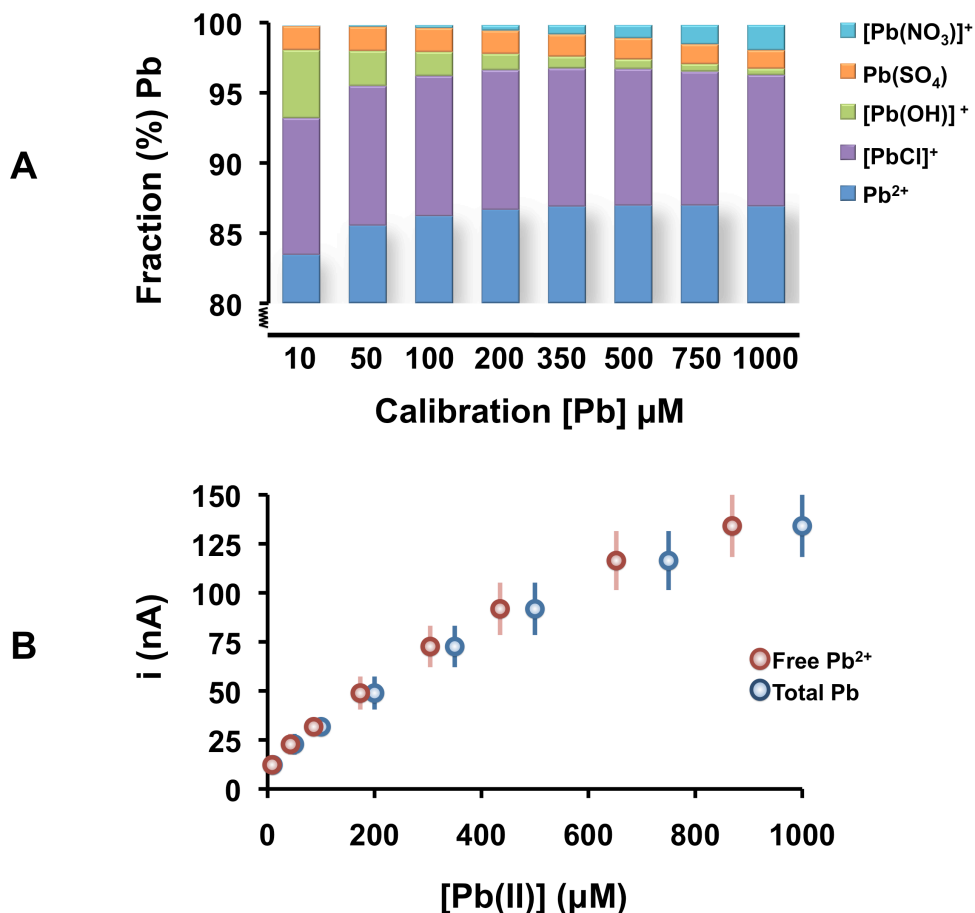 A
Fraction (%) Pb
100
95
90
85
80
10 50 100 200 350 500 750 1000
Calibration [Pb] µM
[Pb(NO₃)]⁺
Pb(SO₄)
[Pb(OH)]⁺
[PbCl]⁺
Pb²⁺
B
i (nA)
150
125
100
75
50
25
0
0 200 400 600 800 1000
[Pb(II)] (µM)
Free Pb²⁺
Total Pb